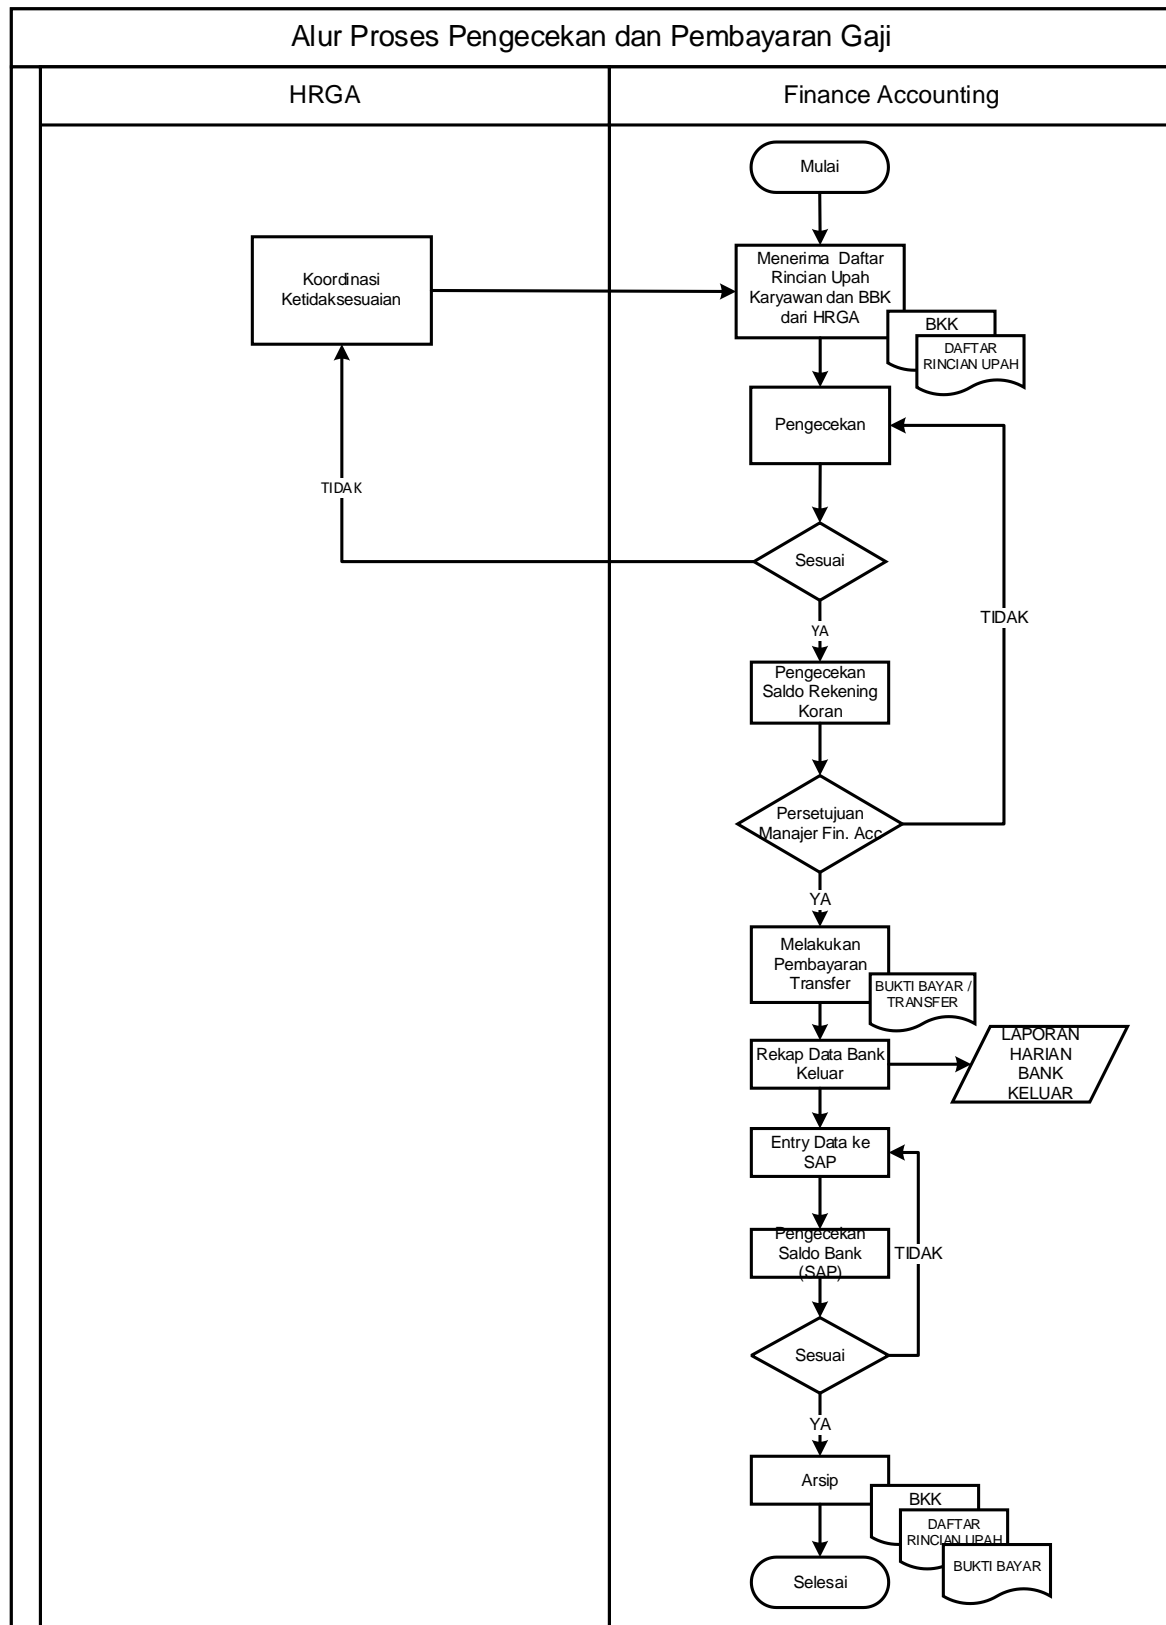 Alur Proses Pengecekan dan Pembayaran Gaji
HRGA
Finance Accounting
Mulai
Koordinasi
Ketidaksesuaian
Menerima Daftar
Rincian Upah
Karyawan dan BBK
dari HRGA
BKK
DAFTAR
RINCIAN UPAH
Pengecekan
TIDAK
Sesuai
TIDAK
YA
Pengecekan
Saldo Rekening
Koran
Persetujuan
Manajer Fin. Acc
YA
Melakukan
Pembayaran
Transfer
BUKTI BAYAR /
TRANSFER
Rekap Data Bank
Keluar
LAPORAN
HARIAN
BANK
KELUAR
Entry Data ke
SAP
Pengecekan
Saldo Bank
(SAP)
TIDAK
Sesuai
YA
Arsip
BKK
DAFTAR
RINCIAN UPAH
BUKTI BAYAR
Selesai